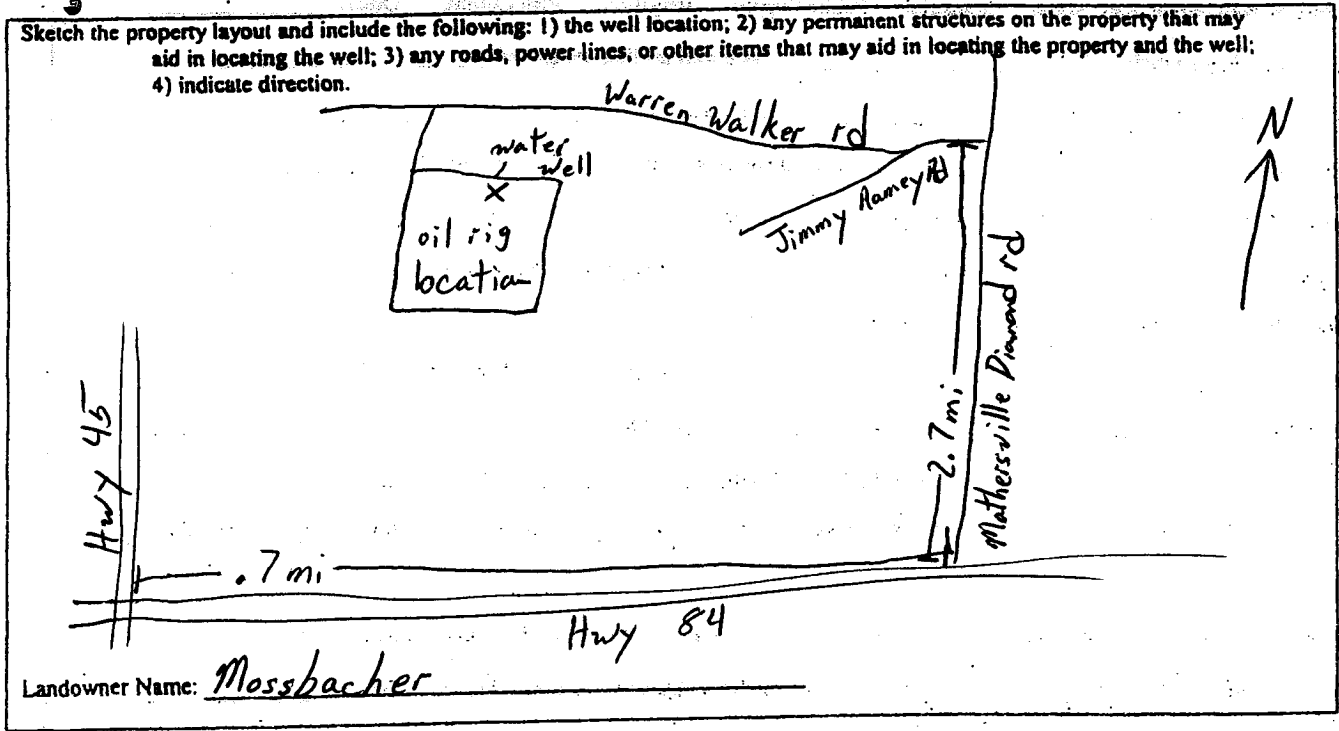 Sketch the property layout and include the following: 1) the well location; 2) any permanent structures on the property that may
aid in locating the well; 3) any roads, power lines, or other items that may aid in locating the property and the well;
4) indicate direction.
Warren Walker rd
N
water
well
X
Jimmy Ramey Rd
oil rig
location
Mathersville Diamond rd
2.7 mi
Hwy 45
.7 mi
Hwy 84
Landowner Name: Mossbacher